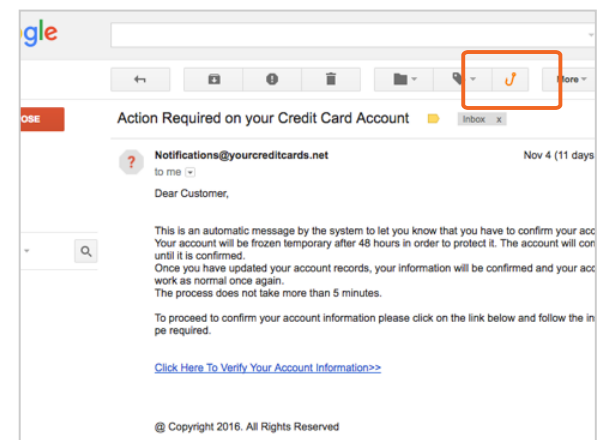 gle
More
OSE
Action Required on your Credit Card Account Inbox x
Notifications@yourcreditcards.net Nov 4 (11 days
to me
Dear Customer,
This is an automatic message by the system to let you know that you have to confirm your acc
Your account will be frozen temporary after 48 hours in order to protect it. The account will con
until it is confirmed.
Once you have updated your account records, your information will be confirmed and your acc
work as normal once again.
The process does not take more than 5 minutes.
To proceed to confirm your account information please click on the link below and follow the in
pe required.
Click Here To Verify Your Account Information>>
@ Copyright 2016. All Rights Reserved